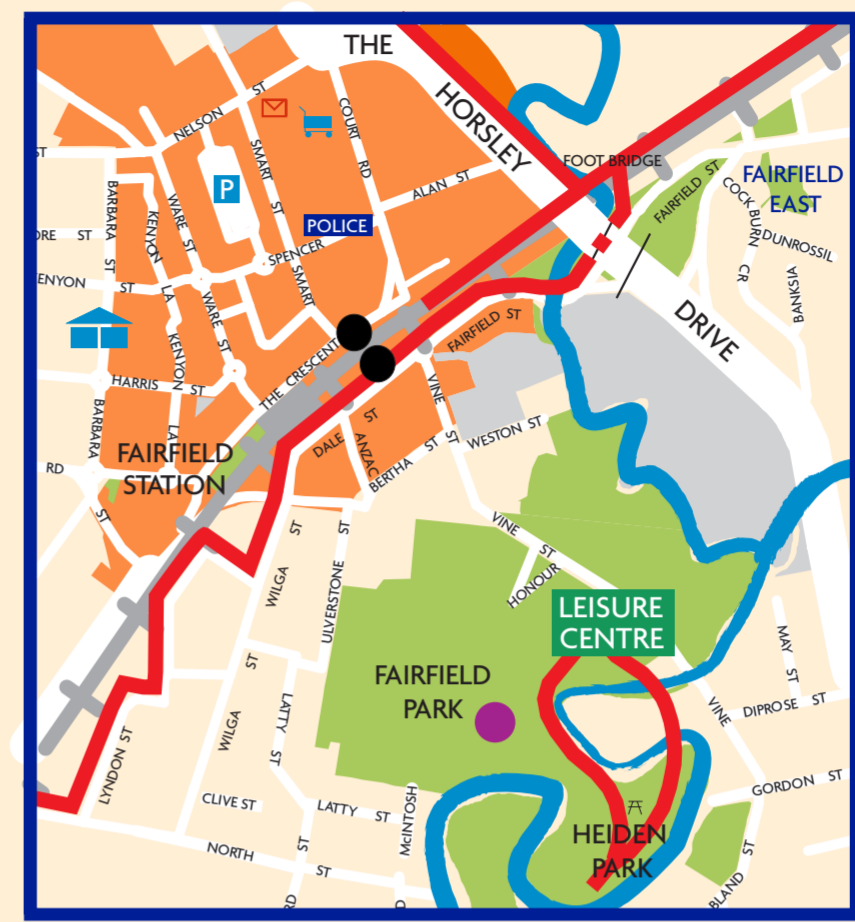 THE
HORSLEY
DRIVE
NELSON ST
COURT RD
SMART ST
ALAN ST
FOOT BRIDGE
FAIRFIELD ST
FAIRFIELD
EAST
COCK BURN CR
DUNROSSIL
BANKSIA
ST
BARBARA ST
KENYON LA
WARE ST
P
POLICE
SPENCER
SMART
ORE ST
ENYON ST
WARE ST
KENYON LA
THE CRESCENT
FAIRFIELD ST
HARRIS ST
BARBARA
ST
VINE ST
DALE ST
ANZAC
BERTHA ST
WESTON ST
FAIRFIELD
STATION
RD
WILGA ST
ULVERSTONE ST
VINE ST
HONOUR
LEISURE
CENTRE
FAIRFIELD
PARK
MAY ST
WILGA
LATTY ST
VINE
DIPROSE ST
LYNDON ST
CLIVE ST
LATTY ST
McINTOSH
GORDON ST
HEIDEN
PARK
NORTH ST
ST
RD
D
BLAND ST